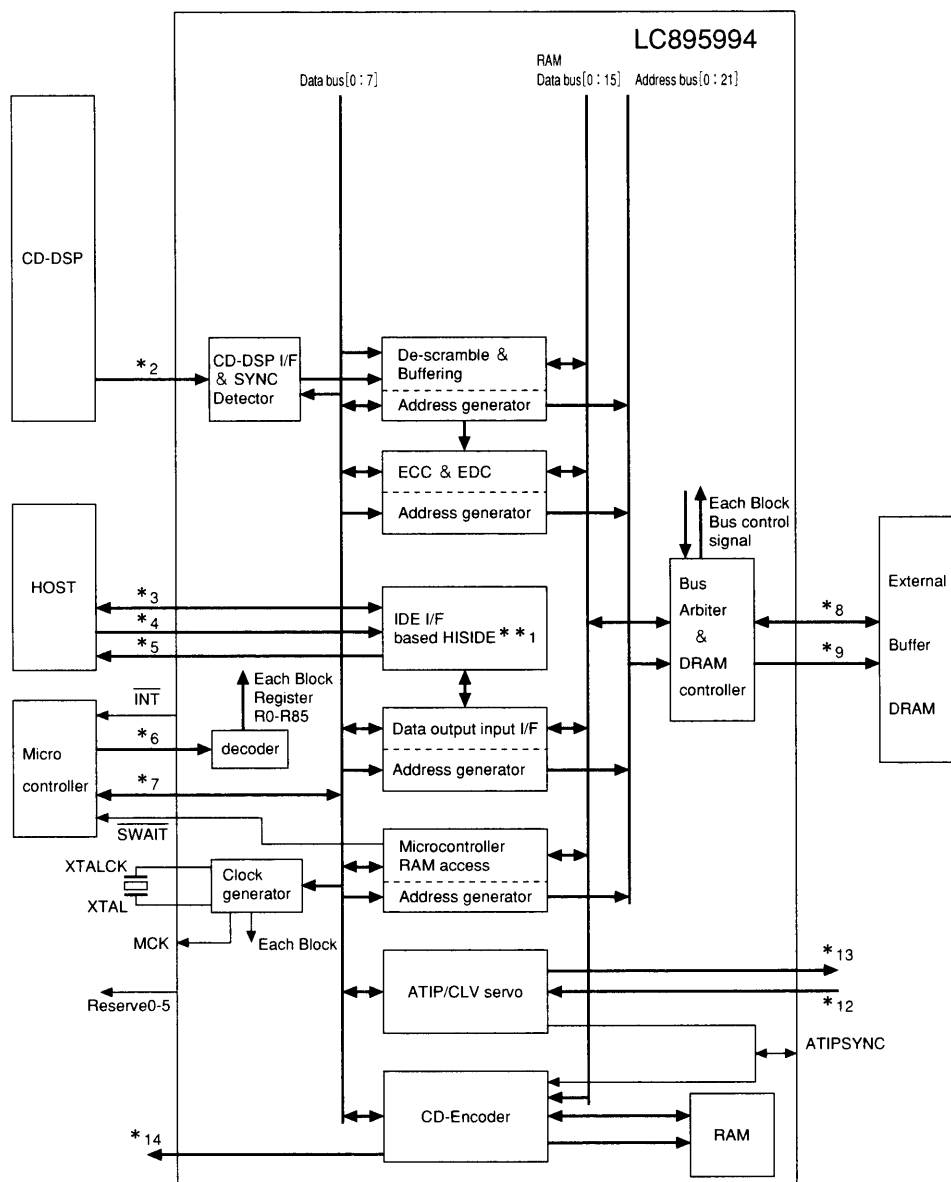 LC895994
RAM
Data bus[0:7]
Data bus[0:15]
Address bus[0:21]
CD-DSP
*2
CD-DSP I/F
& SYNC
Detector
De-scramble &
Buffering
Address generator
ECC & EDC
Address generator
Each Block
Bus control
signal
HOST
*3
*4
*5
IDE I/F
based HISIDE **1
Bus
Arbiter
&
DRAM
controller
*8
*9
External
Buffer
DRAM
Each Block
Register
R0-R85
INT
Micro
controller
*6
decoder
*7
Data output input I/F
Address generator
SWAIT
Microcontroller
RAM access
Address generator
XTALCK
XTAL
Clock
generator
MCK
Each Block
Reserve0-5
ATIP/CLV servo
*13
*12
ATIPSYNC
CD-Encoder
RAM
*14